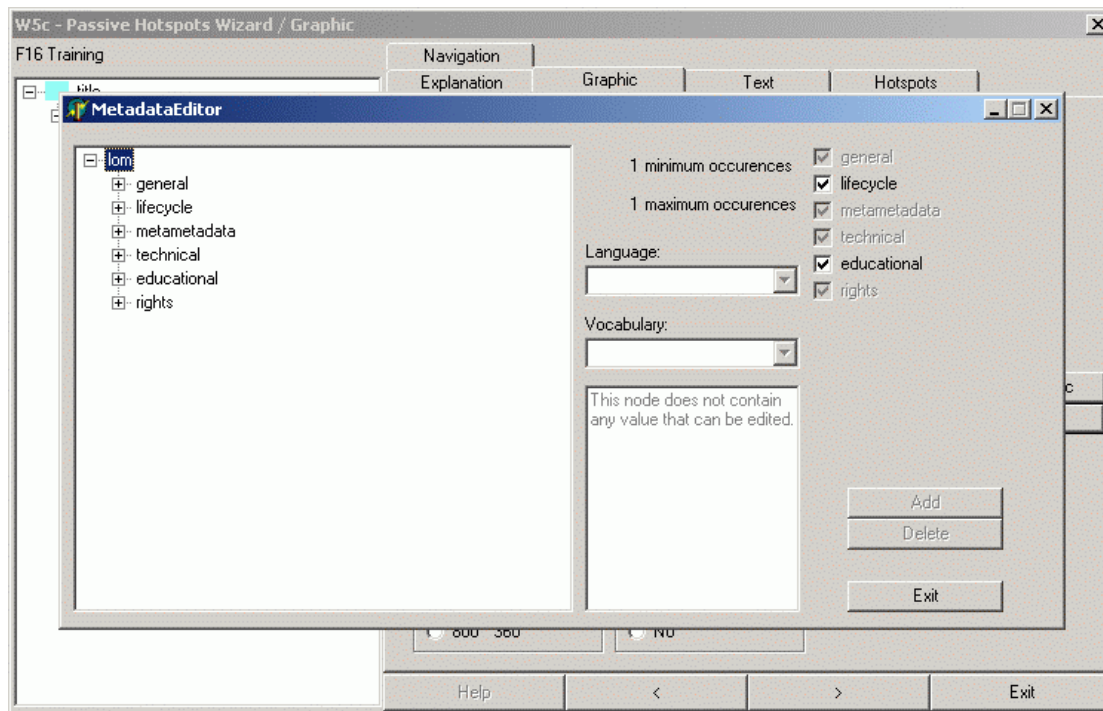 W5c - Passive Hotspots Wizard / Graphic
F16 Training
Navigation
Explanation
Graphic
Text
Hotspots
title
MetadataEditor
lom
general
lifecycle
metametadata
technical
educational
rights
1 minimum occurences
1 maximum occurences
Language:
Vocabulary:
This node does not contain
any value that can be edited.
general
lifecycle
metametadata
technical
educational
rights
c
Add
Delete
Exit
800 360
No
Help
<
>
Exit